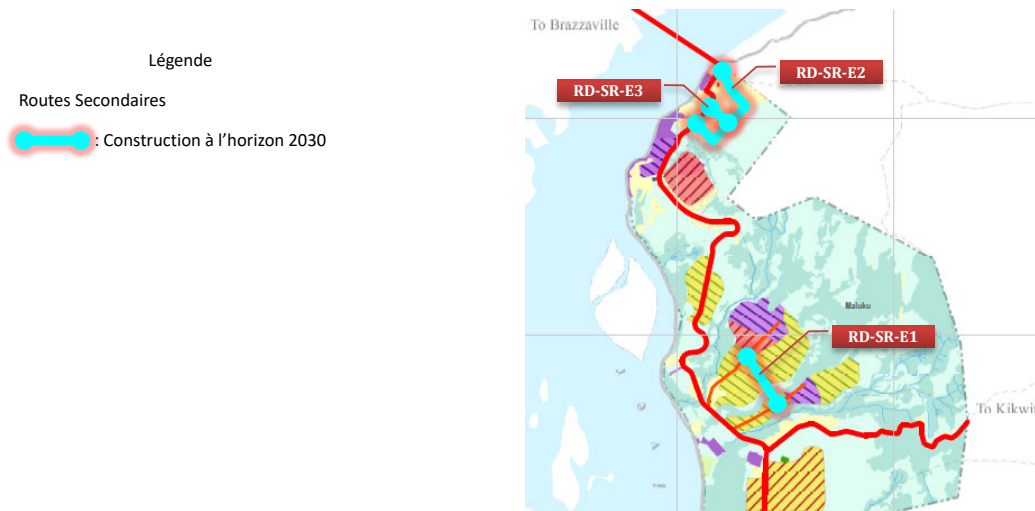 Légende
Routes Secondaires
: Construction à l'horizon 2030
To Brazzaville
RD-SR-E2
RD-SR-E3
Maluku
RD-SR-E1
To Kikwit